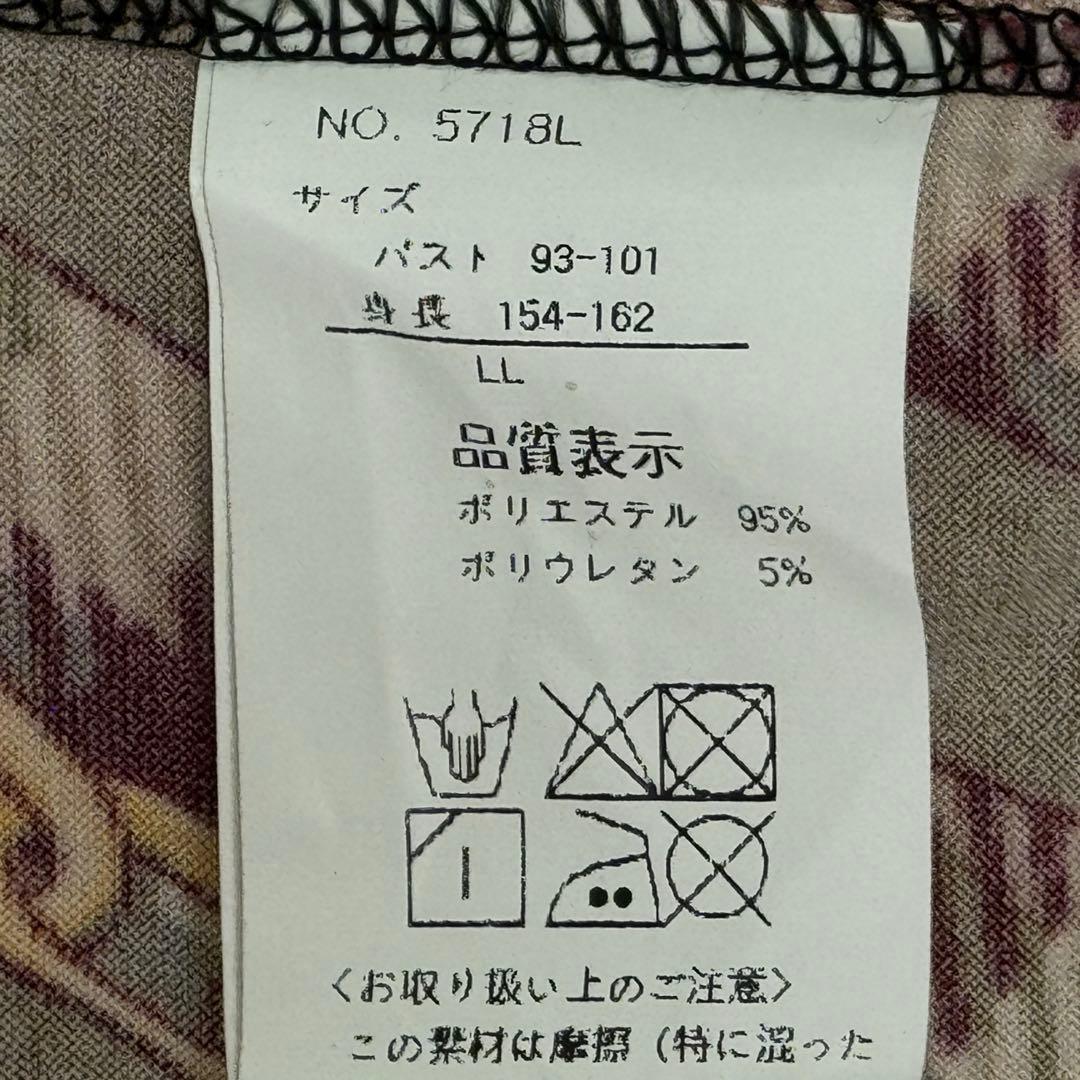 NO. 5718L
サイズ
バスト 93-101
身長 154-162
LL
品質表示
ポリエステル 95%
ポリウレタン 5%
<お取り扱い上のご注意>
この素材は摩擦(特に湿った